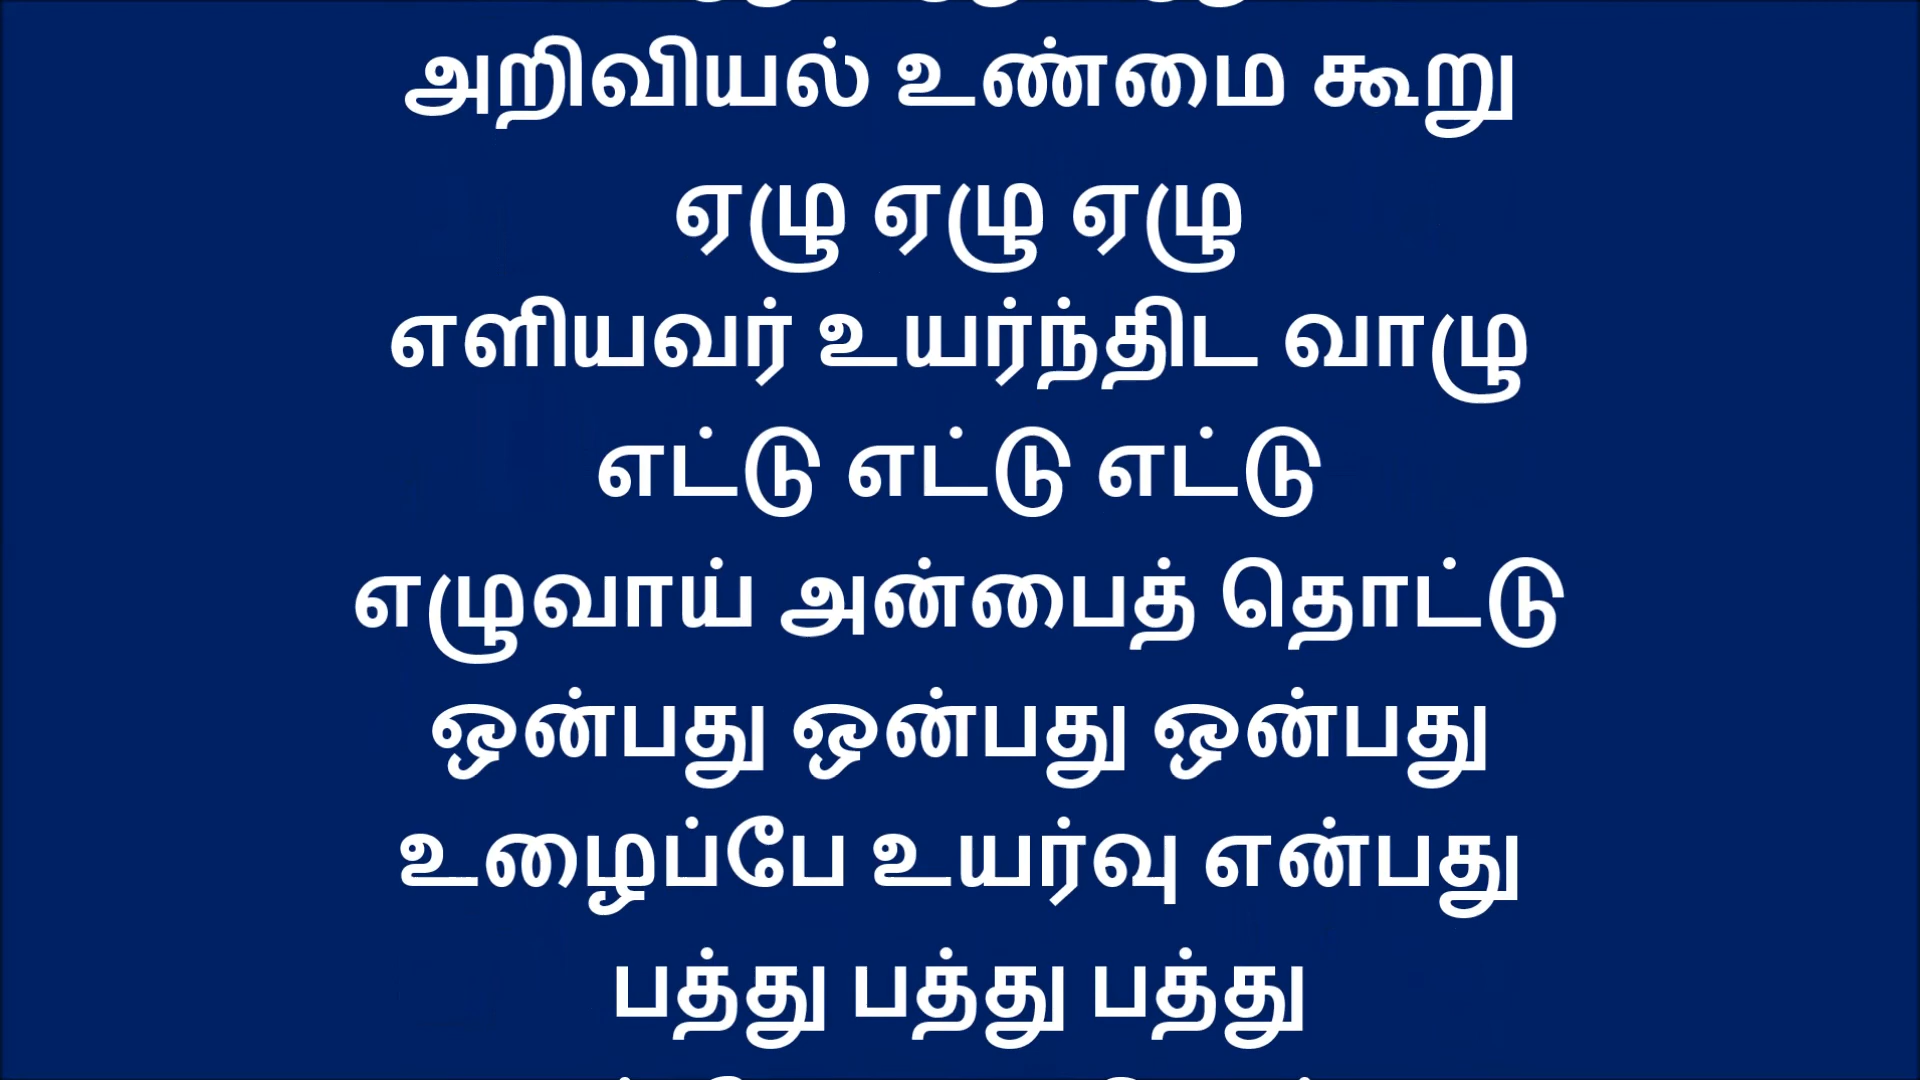 அறிவியல் உண்மை கூறு
ஏழு ஏழு ஏழு
எளியவர் உயர்ந்திட வாழு
எட்டு எட்டு எட்டு
எழுவாய் அன்பைத் தொட்டு
ஒன்பது ஒன்பது ஒன்பது
உழைப்பே உயர்வு என்பது
பத்து பத்து பத்து